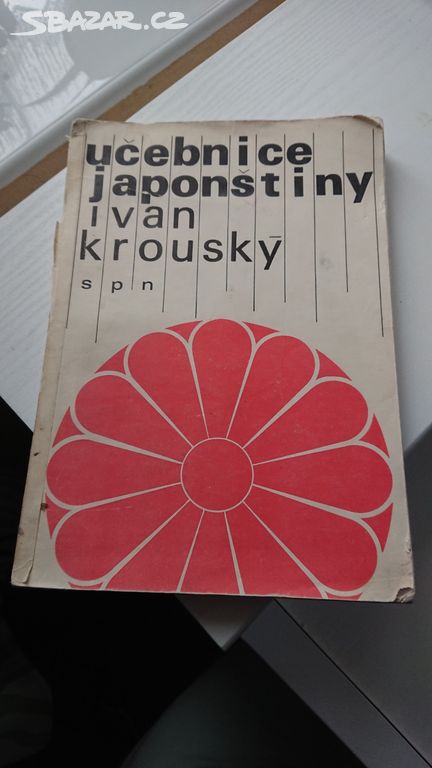 SBAZAR.CZ
učebnice
japonštiny
ivan
krouský
spn